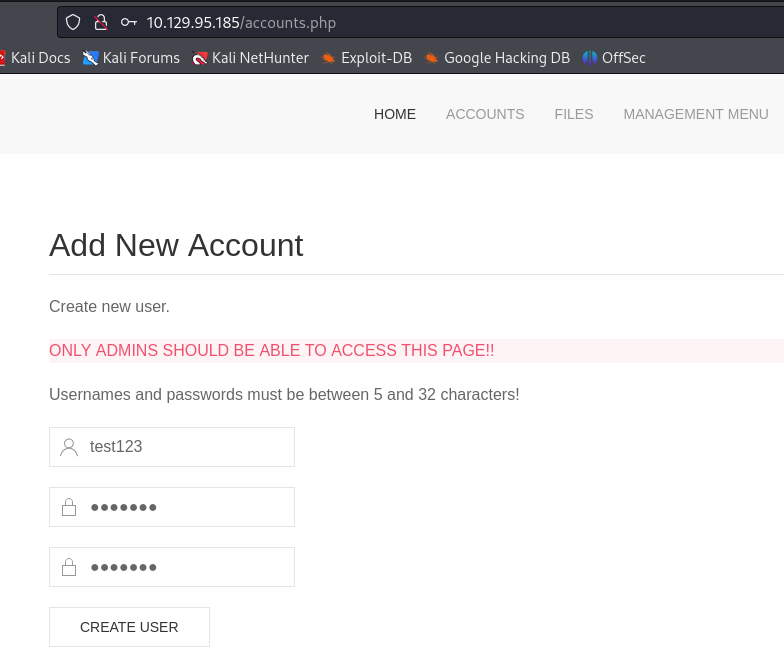 10.129.95.185/accounts.php
Kali Docs Kali Forums Kali NetHunter Exploit-DB Google Hacking DB OffSec
HOME ACCOUNTS FILES MANAGEMENT MENU
Add New Account
Create new user.
ONLY ADMINS SHOULD BE ABLE TO ACCESS THIS PAGE!!
Usernames and passwords must be between 5 and 32 characters!
test123
•••••••
•••••••
CREATE USER